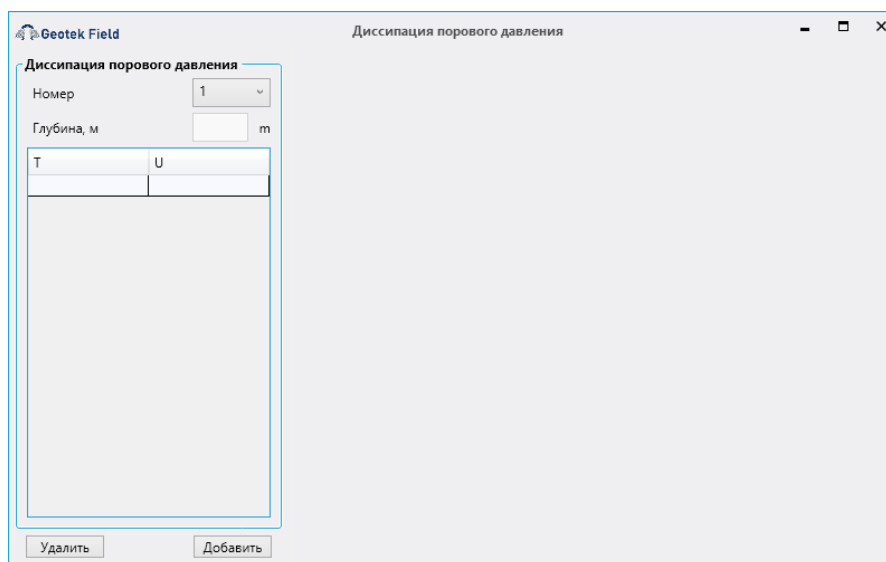 Geotek Field
Диссипация порового давления
Диссипация порового давления
Номер 1
Глубина, м m
T U
Удалить Добавить